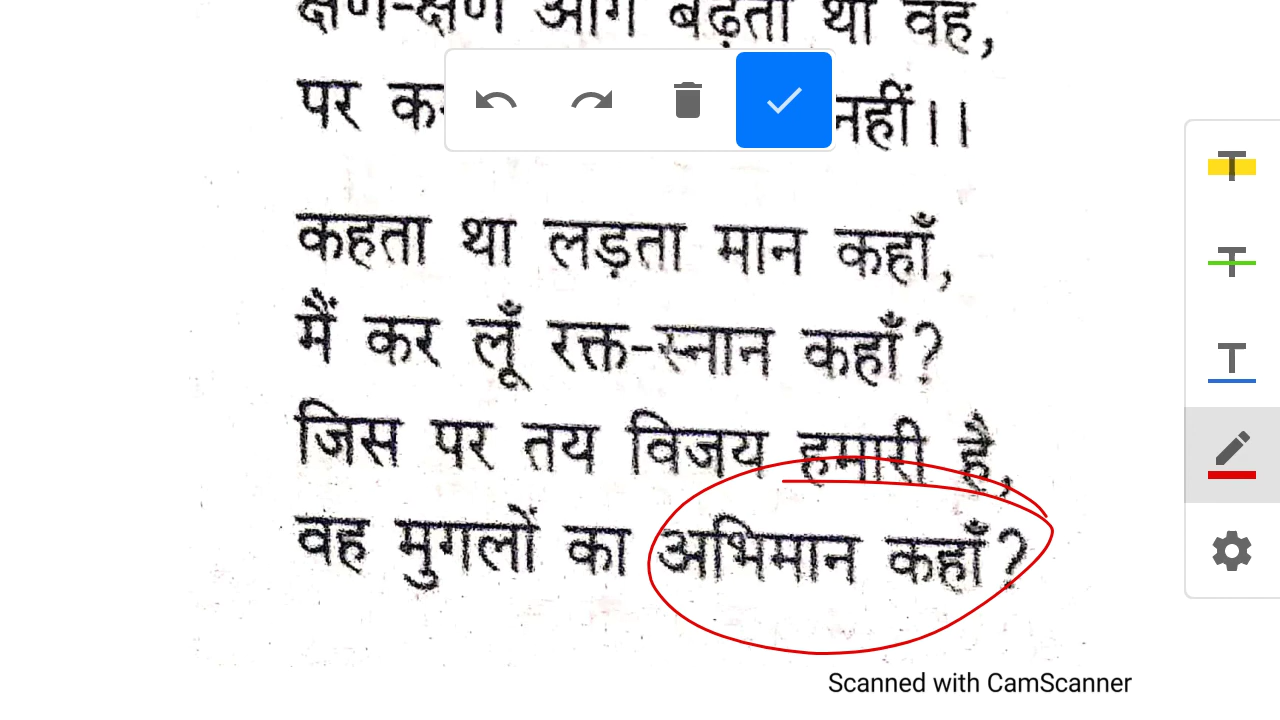 क्षण-क्षण आगे बढ़ता था वह,
पर नहीं।।
कहता था लड़ता मान कहाँ,
मैं कर लूँ रक्त-स्नान कहाँ?
जिस पर तय विजय हमारी है,
वह मुगलों का अभिमान कहाँ?
Scanned with CamScanner